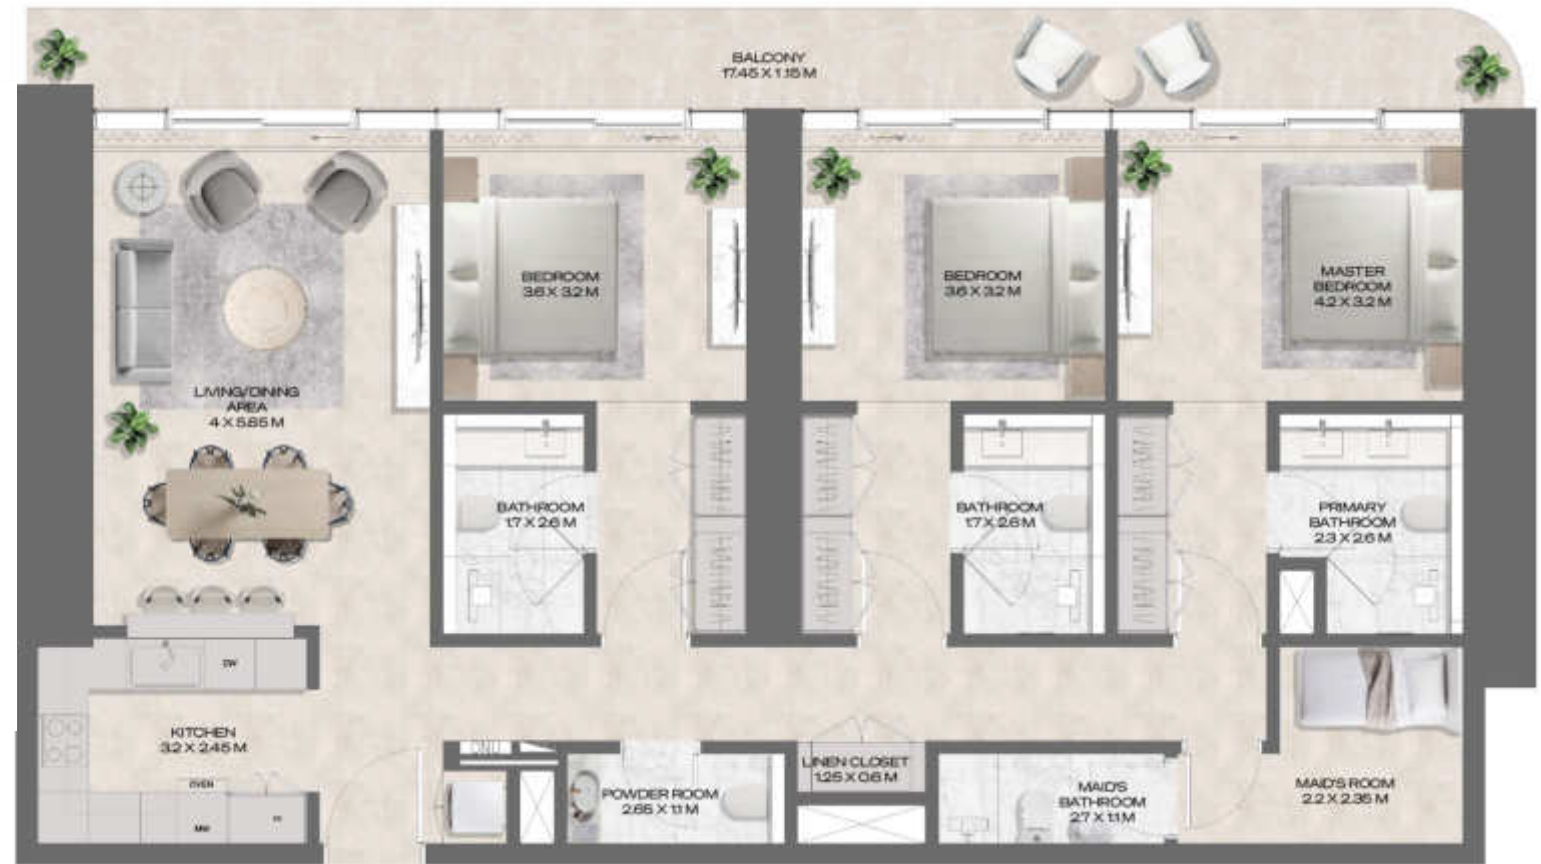 BALCONY
17.45 X 1.15 M
BEDROOM
3.6 X 3.2 M
BEDROOM
3.6 X 3.2 M
MASTER
BEDROOM
4.2 X 3.2 M
LIVING/DINING
AREA
4 X 5.85 M
BATHROOM
1.7 X 2.6 M
BATHROOM
1.7 X 2.6 M
PRIMARY
BATHROOM
2.3 X 2.6 M
DW
KITCHEN
3.2 X 2.45 M
OVEN
MW
LINEN CLOSET
1.25 X 0.6 M
POWDER ROOM
2.65 X 1.1 M
MAID'S
BATHROOM
2.7 X 1.1 M
MAID'S ROOM
2.2 X 2.35 M